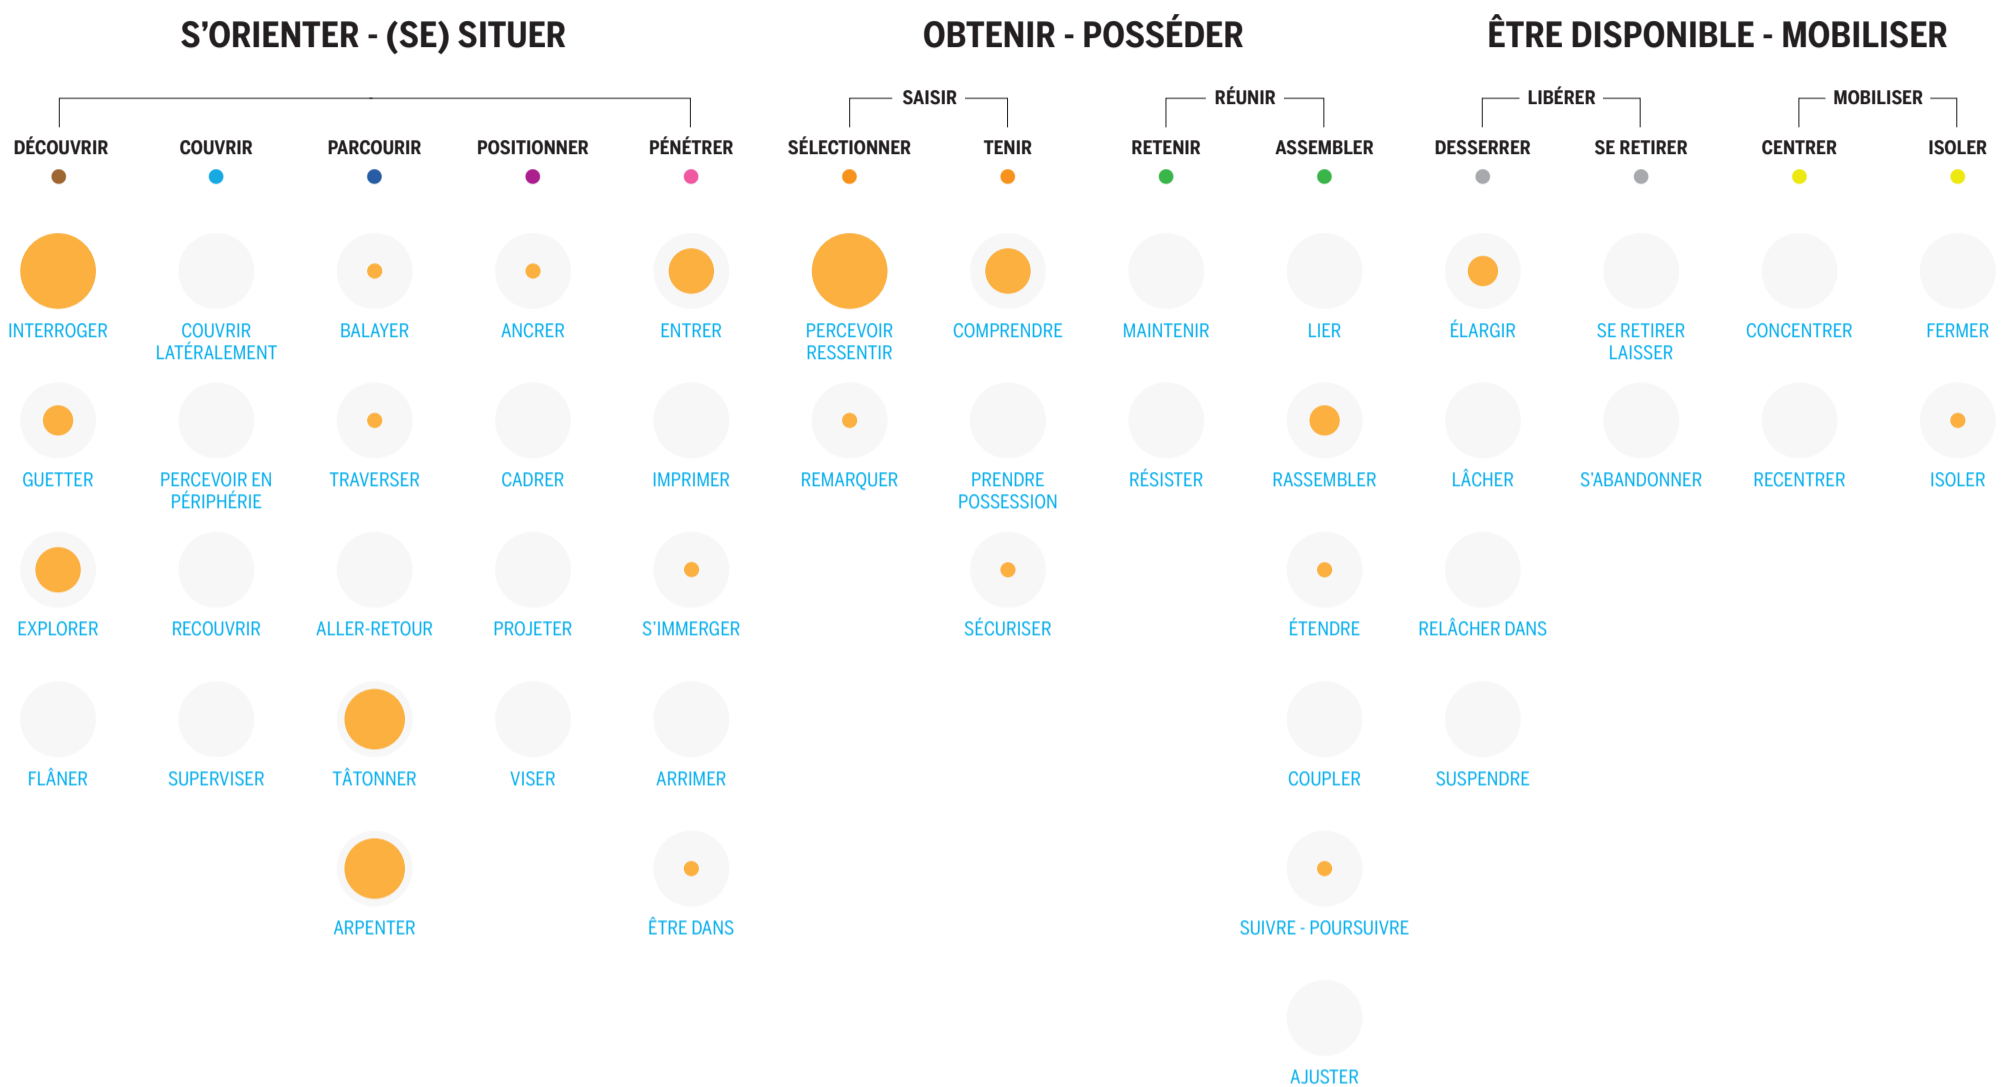 S’ORIENTER - (SE) SITUER
OBTENIR - POSSÉDER
ÊTRE DISPONIBLE - MOBILISER
SAISIR
RÉUNIR
LIBÉRER
MOBILISER
DÉCOUVRIR
COUVRIR
PARCOURIR
POSITIONNER
PÉNÉTRER
SÉLECTIONNER
TENIR
RETENIR
ASSEMBLER
DESSERRER
SE RETIRER
CENTRER
ISOLER
INTERROGER
COUVRIR
LATÉRALEMENT
BALAYER
ANCRER
ENTRER
PERCEVOIR
RESSENTIR
COMPRENDRE
MAINTENIR
LIER
ÉLARGIR
SE RETIRER
LAISSER
CONCENTRER
FERMER
GUETTER
PERCEVOIR EN
PÉRIPHÉRIE
TRAVERSER
CADRER
IMPRIMER
REMARQUER
PRENDRE
POSSESSION
RÉSISTER
RASSEMBLER
LÂCHER
S’ABANDONNER
RECENTRER
ISOLER
EXPLORER
RECOUVRIR
ALLER-RETOUR
PROJETER
S’IMMERGER
SÉCURISER
ÉTENDRE
RELÂCHER DANS
FLÂNER
SUPERVISER
TÂTONNER
VISER
ARRIMER
COUPLER
SUSPENDRE
ARPENTER
ÊTRE DANS
SUIVRE - POURSUIVRE
AJUSTER